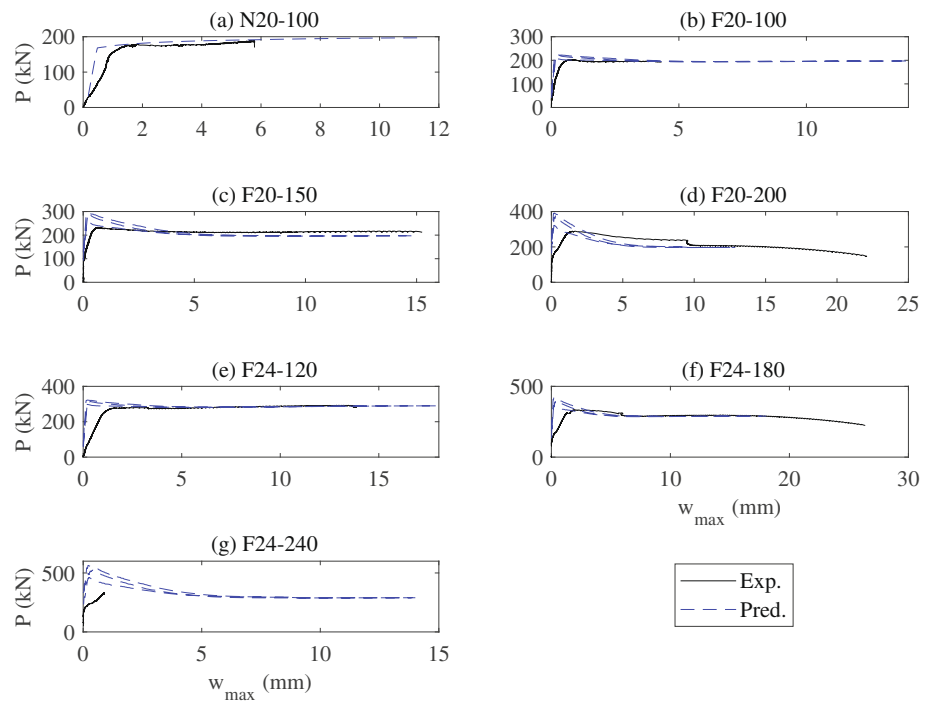 (a) N20-100
P (kN)
200
100
0
0 2 4 6 8 10 12
(b) F20-100
300
200
100
0
0 5 10
(c) F20-150
P (kN)
300
200
100
0
0 5 10 15
(d) F20-200
400
200
0
0 5 10 15 20 25
(e) F24-120
P (kN)
400
200
0
0 5 10 15
(f) F24-180
500
0
0 10 20 30
w_max (mm)
(g) F24-240
P (kN)
500
0
0 5 10 15
w_max (mm)
Exp.
Pred.